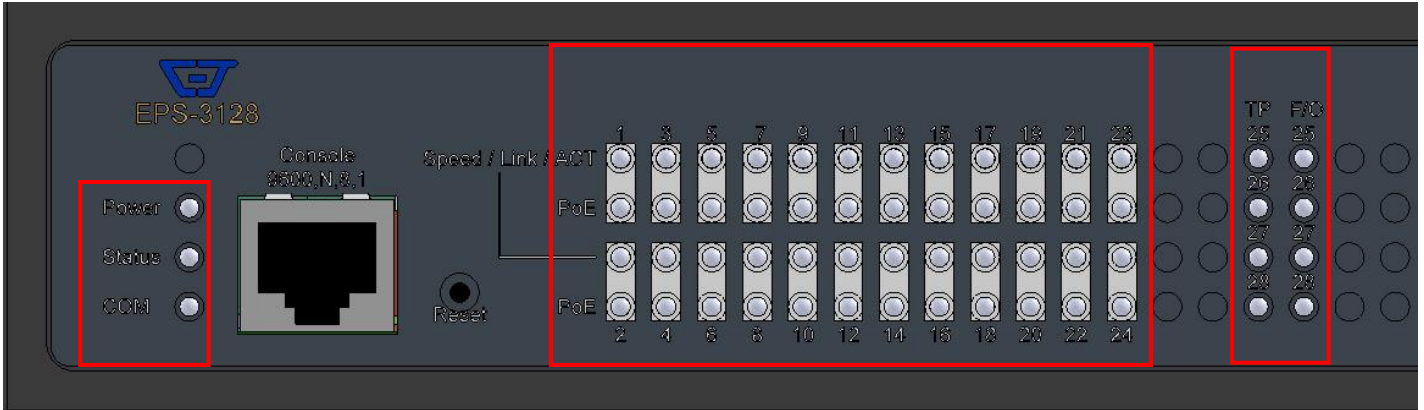 EPS-3128
Console
9600,N,8,1
Power
Status
COM
Reset
Speed / Link / ACT
PoE
PoE
1 3 5 7 9 11 13 15 17 19 21 23
2 4 6 8 10 12 14 16 18 20 22 24
TP F/O
25 25
26 26
27 27
28 28